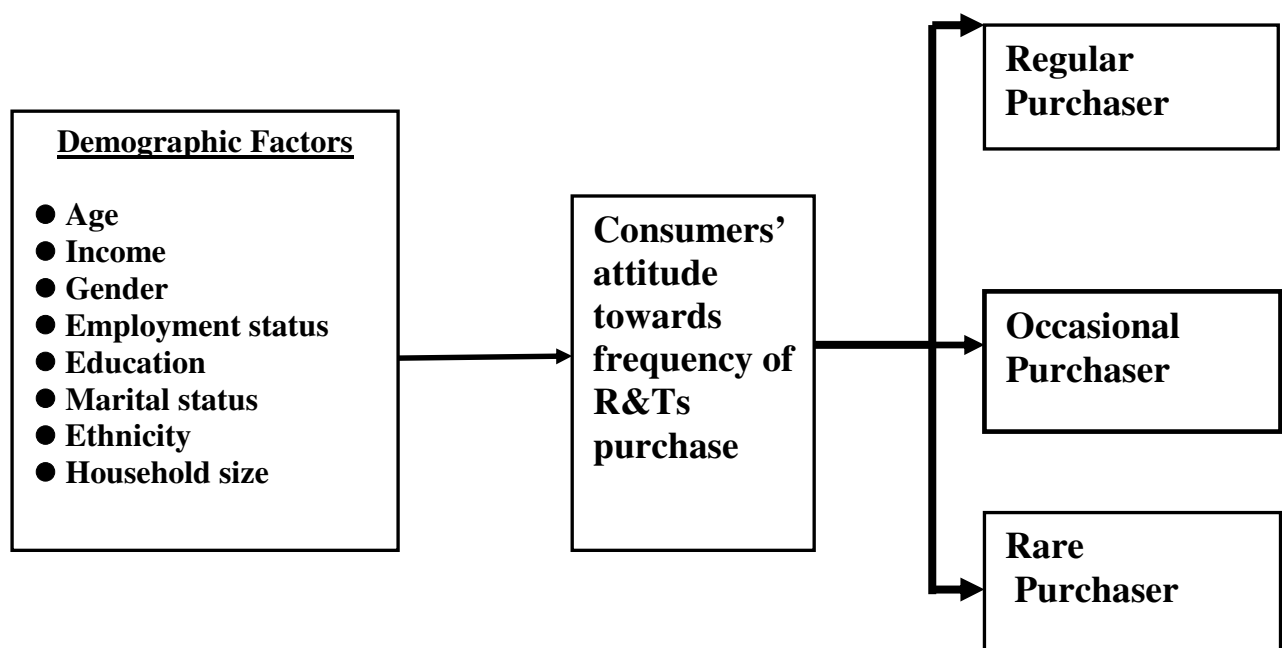 Demographic Factors
● Age
● Income
● Gender
● Employment status
● Education
● Marital status
● Ethnicity
● Household size
Consumers’
attitude
towards
frequency of
R&Ts
purchase
Regular
Purchaser
Occasional
Purchaser
Rare
Purchaser